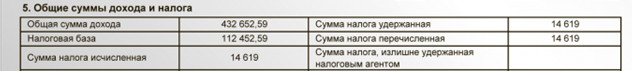 5. Общие суммы дохода и налога
Общая сумма дохода 432 652,59 Сумма налога удержанная 14 619
Налоговая база 112 452,59 Сумма налога перечисленная 14 619
Сумма налога исчисленная 14 619 Сумма налога, излишне удержанная
налоговым агентом